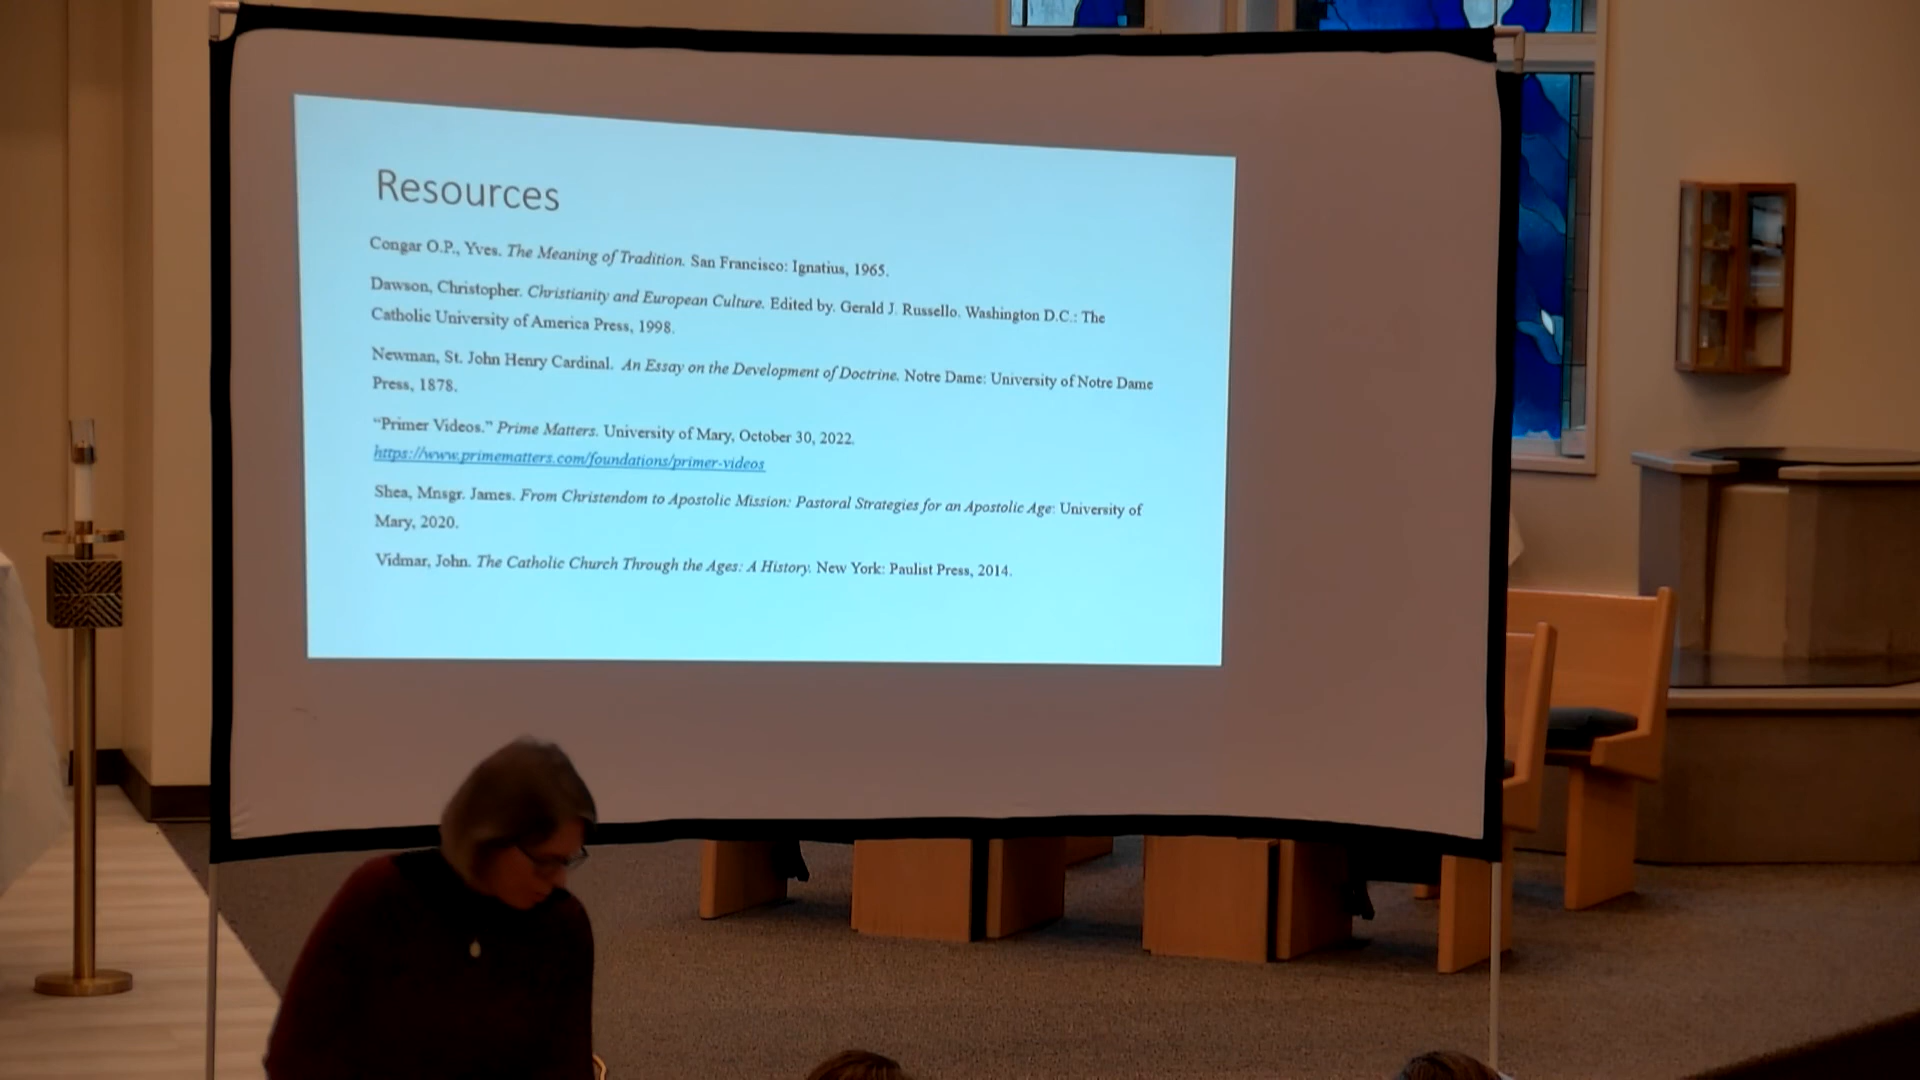 Resources
Congar O.P., Yves. The Meaning of Tradition. San Francisco: Ignatius, 1965.
Dawson, Christopher. Christianity and European Culture. Edited by. Gerald J. Russello. Washington D.C.: The
Catholic University of America Press, 1998.
Newman, St. John Henry Cardinal. An Essay on the Development of Doctrine. Notre Dame: University of Notre Dame
Press, 1878.
“Primer Videos.” Prime Matters. University of Mary, October 30, 2022.
https://www.primematters.com/foundations/primer-videos
Shea, Mnsgr. James. From Christendom to Apostolic Mission: Pastoral Strategies for an Apostolic Age: University of
Mary, 2020.
Vidmar, John. The Catholic Church Through the Ages: A History. New York: Paulist Press, 2014.